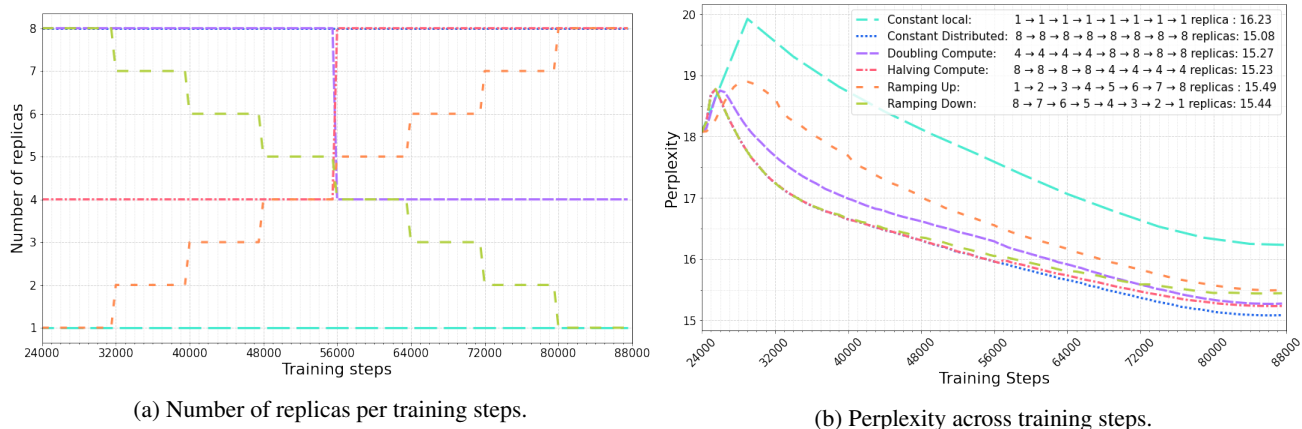 8
7
6
5
4
3
2
1
Number of replicas
24000 32000 40000 48000 56000 64000 72000 80000 88000
Training steps
(a) Number of replicas per training steps.
20
19
18
17
16
15
Perplexity
Constant local: 1 → 1 → 1 → 1 → 1 → 1 → 1 → 1 replica : 16.23
Constant Distributed: 8 → 8 → 8 → 8 → 8 → 8 → 8 → 8 replicas: 15.08
Doubling Compute: 4 → 4 → 4 → 4 → 8 → 8 → 8 → 8 replicas: 15.27
Halving Compute: 8 → 8 → 8 → 8 → 4 → 4 → 4 → 4 replicas: 15.23
Ramping Up: 1 → 2 → 3 → 4 → 5 → 6 → 7 → 8 replicas : 15.49
Ramping Down: 8 → 7 → 6 → 5 → 4 → 3 → 2 → 1 replicas: 15.44
24000 32000 40000 48000 56000 64000 72000 80000 88000
Training Steps
(b) Perplexity across training steps.